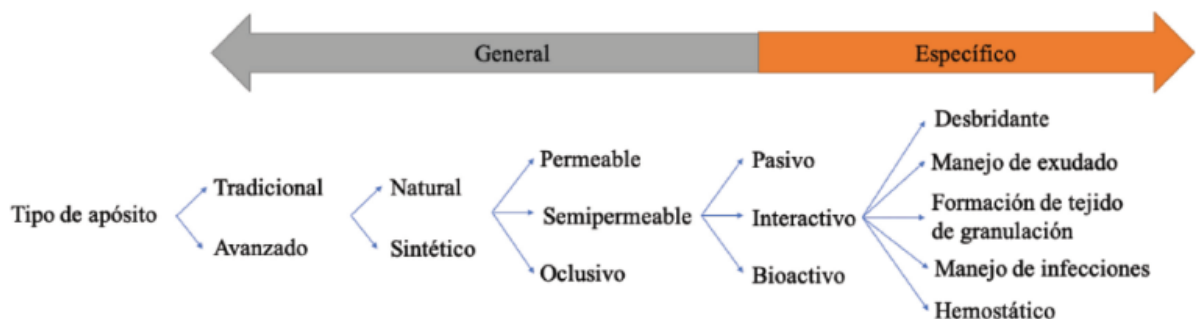 General
Específico
Tipo de apósito
Tradicional
Avanzado
Natural
Sintético
Permeable
Semipermeable
Oclusivo
Pasivo
Interactivo
Bioactivo
Desbridante
Manejo de exudado
Formación de tejido
de granulación
Manejo de infecciones
Hemostático